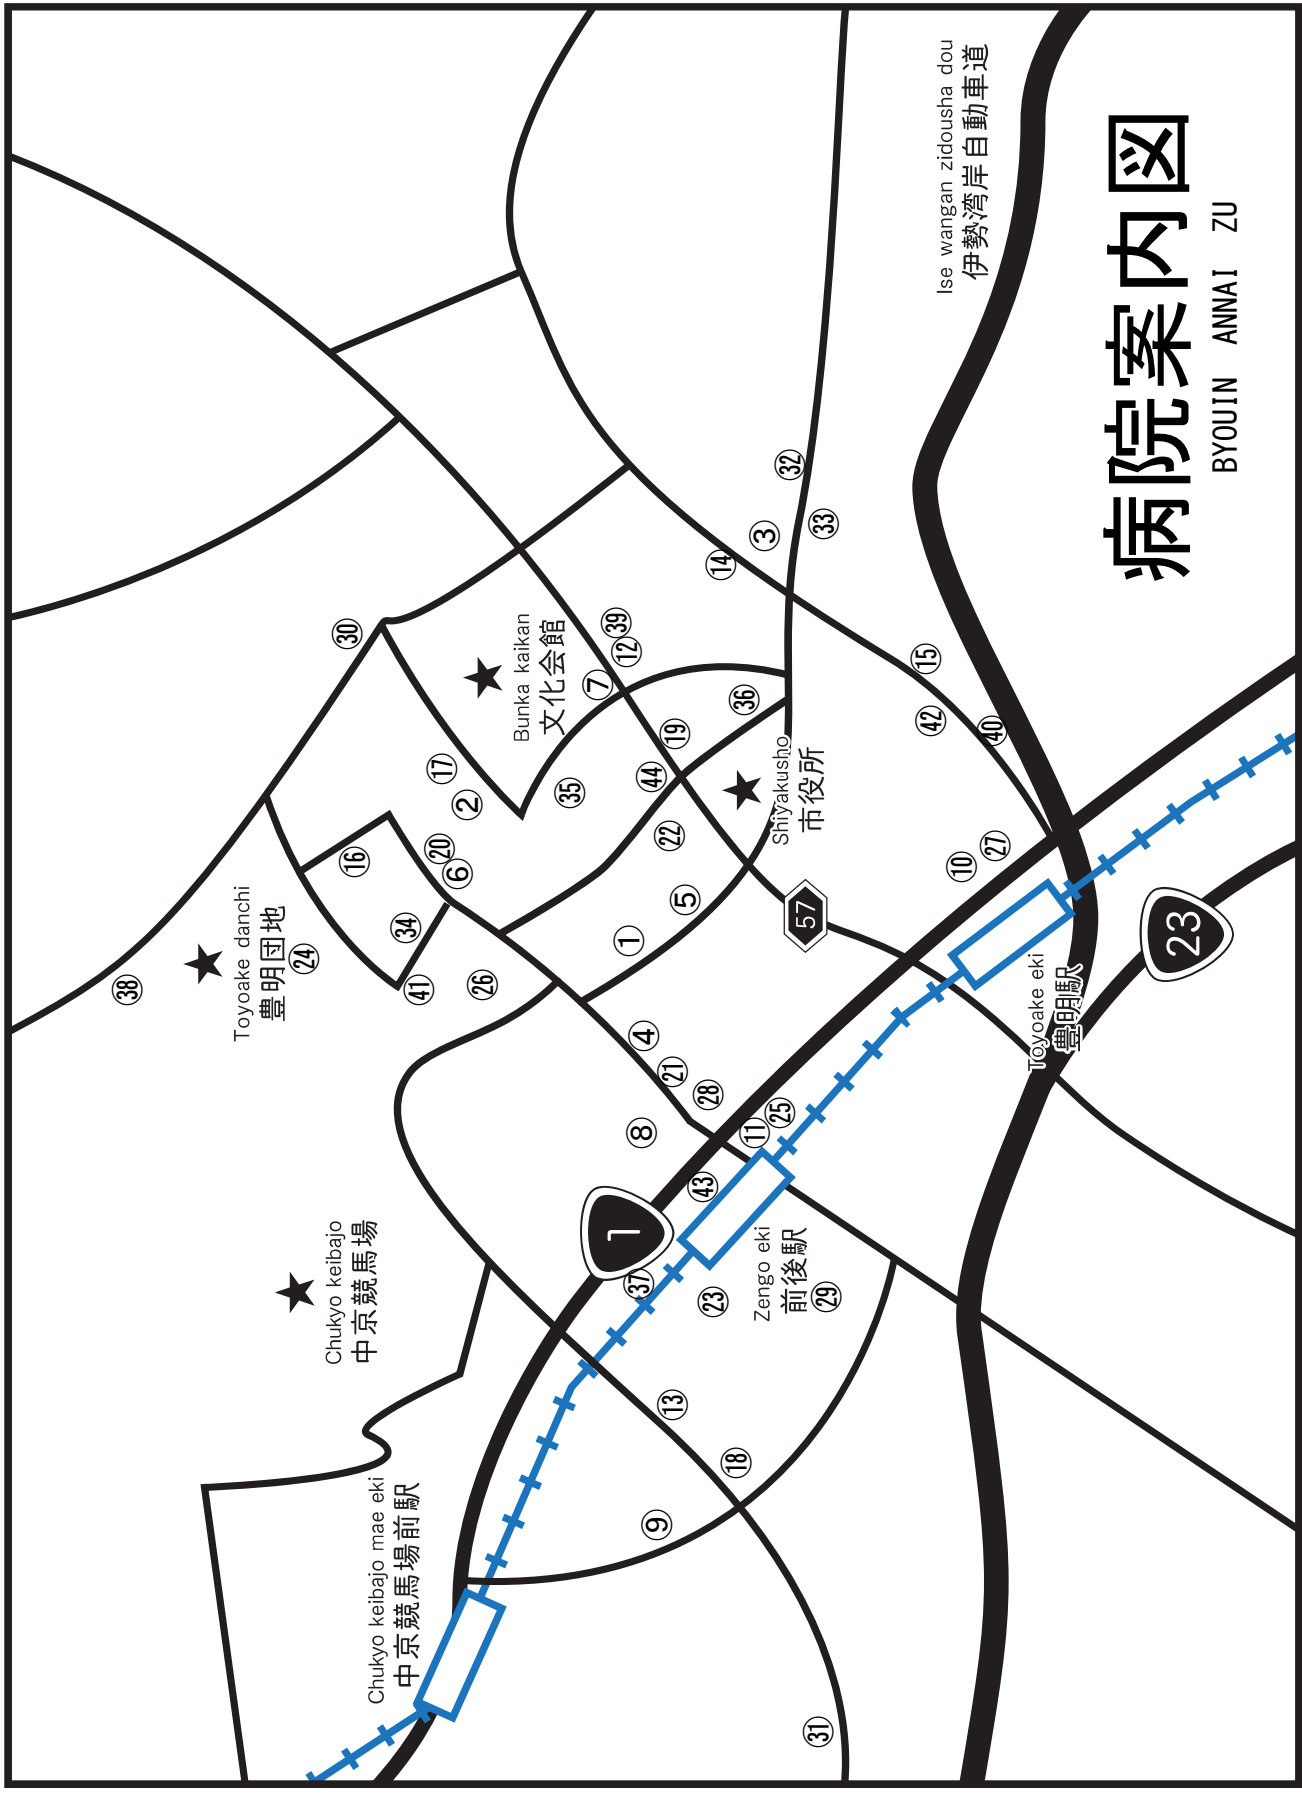 ㊳
Toyoake danchi
豊明団地
㉔
㉚
⑯
Chukyo keibajo
中京競馬場
Chukyo keibajo mae eki
中京競馬場前駅
㉞
㊶
⑳
⑰
⑥
②
㉖
Bunka kaikan
文化会館
㉟
⑦
㊴
⑫
①
1
㊲
⑧
④
㊹
⑨
㉒
⑬
㉑
⑲
⑤
㊸
㉘
㉓
⑭
⑱
㊱
⑪
㉕
Zengo eki
前後駅
㉙
③
Shiyakusho
市役所
㉜
57
㉛
㉝
⑮
㊷
Ise wangan zidousha dou
伊勢湾岸自動車道
⑩
㊵
㉗
Toyoake eki
豊明駅
23
病院案内図
BYOUIN ANNAI ZU